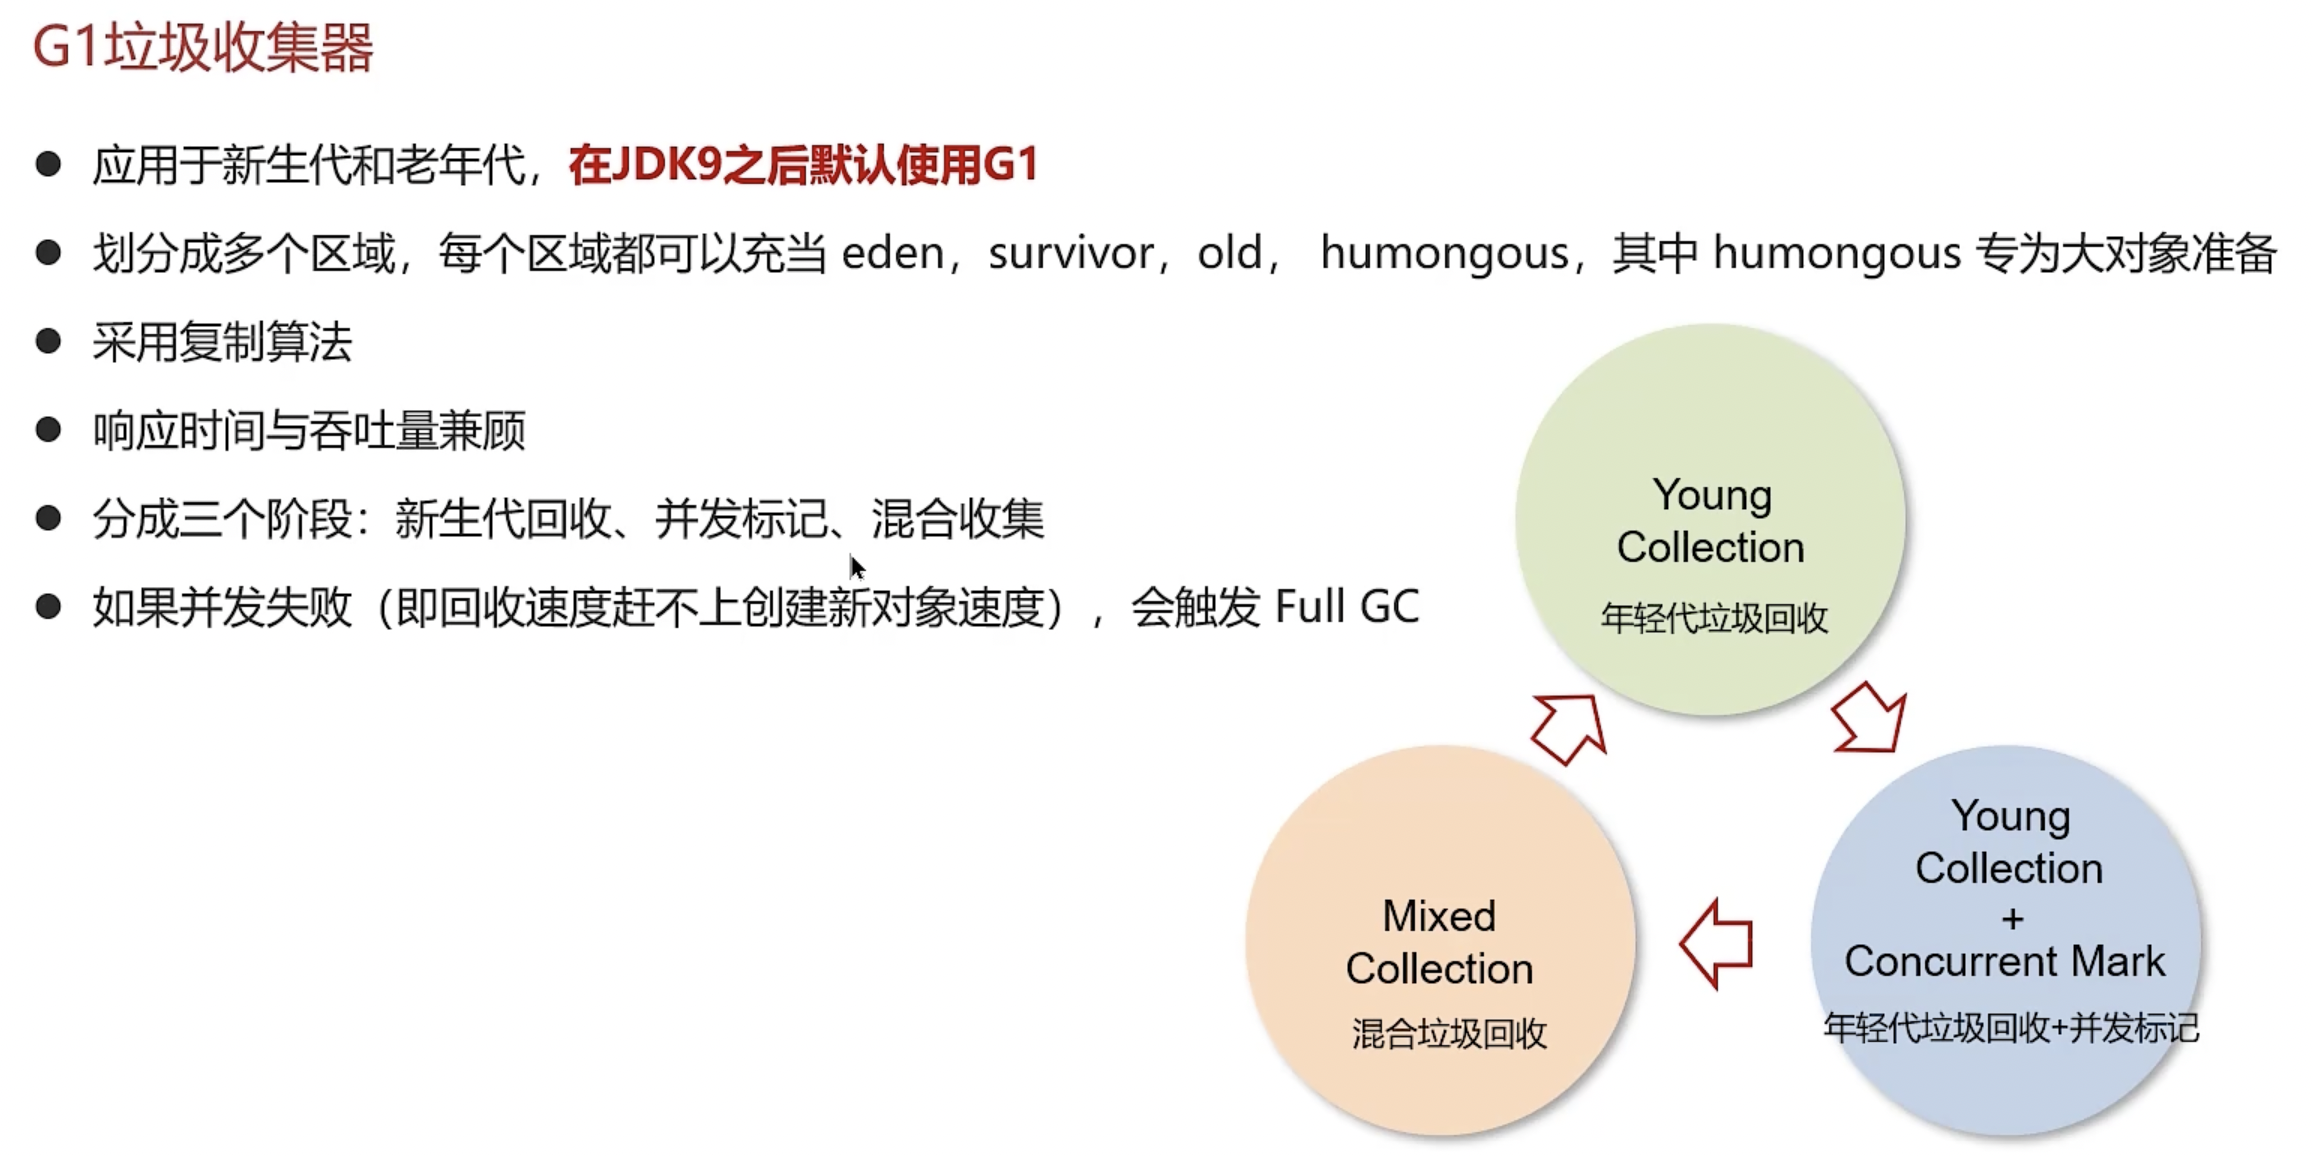 G1垃圾收集器
应用于新生代和老年代，在JDK9之后默认使用G1
划分成多个区域，每个区域都可以充当 eden，survivor，old， humongous，其中 humongous 专为大对象准备
采用复制算法
响应时间与吞吐量兼顾
分成三个阶段：新生代回收、并发标记、混合收集
如果并发失败（即回收速度赶不上创建新对象速度），会触发 Full GC
Young
Collection
年轻代垃圾回收
Young
Collection
+
Concurrent Mark
年轻代垃圾回收+并发标记
Mixed
Collection
混合垃圾回收